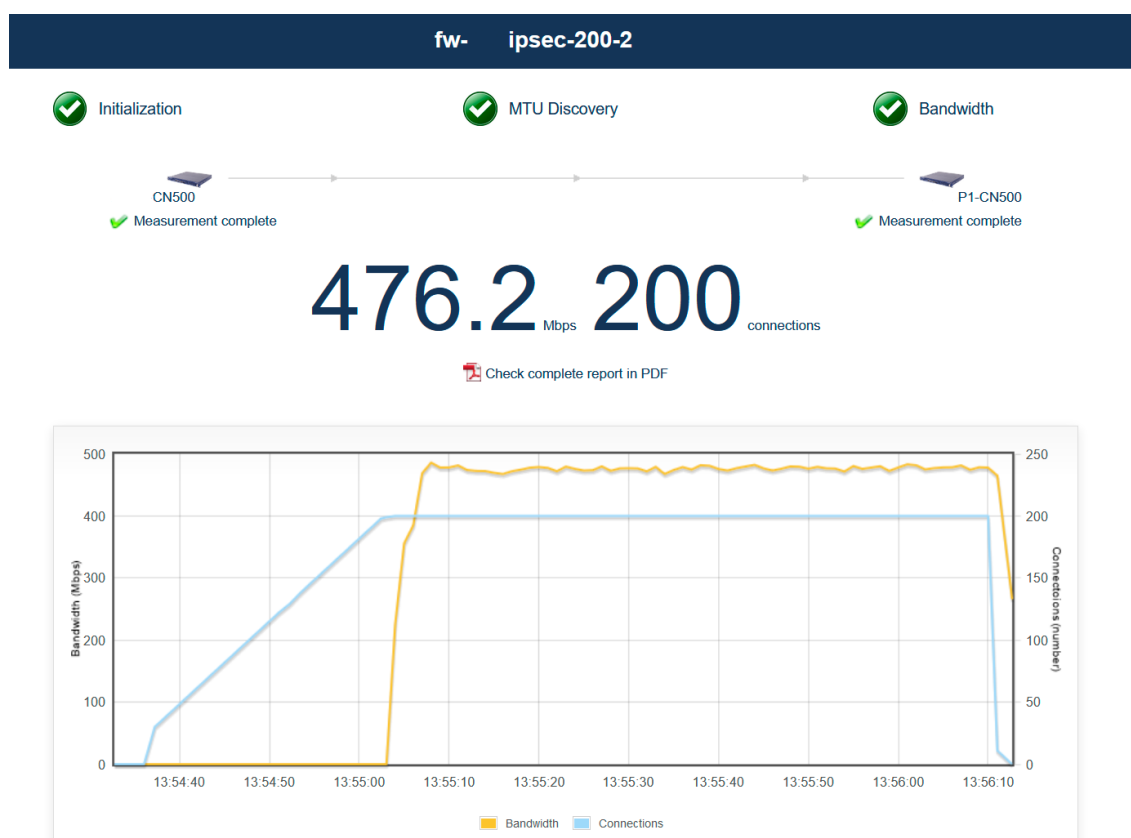 fw- ipsec-200-2
Initialization
MTU Discovery
Bandwidth
CN500
P1-CN500
Measurement complete
Measurement complete
476.2 Mbps 200 connections
Check complete report in PDF
500
400
300
200
100
0
Bandwidth (Mbps)
250
200
150
100
50
0
Connectoions (number)
13:54:40 13:54:50 13:55:00 13:55:10 13:55:20 13:55:30 13:55:40 13:55:50 13:56:00 13:56:10
Bandwidth Connections